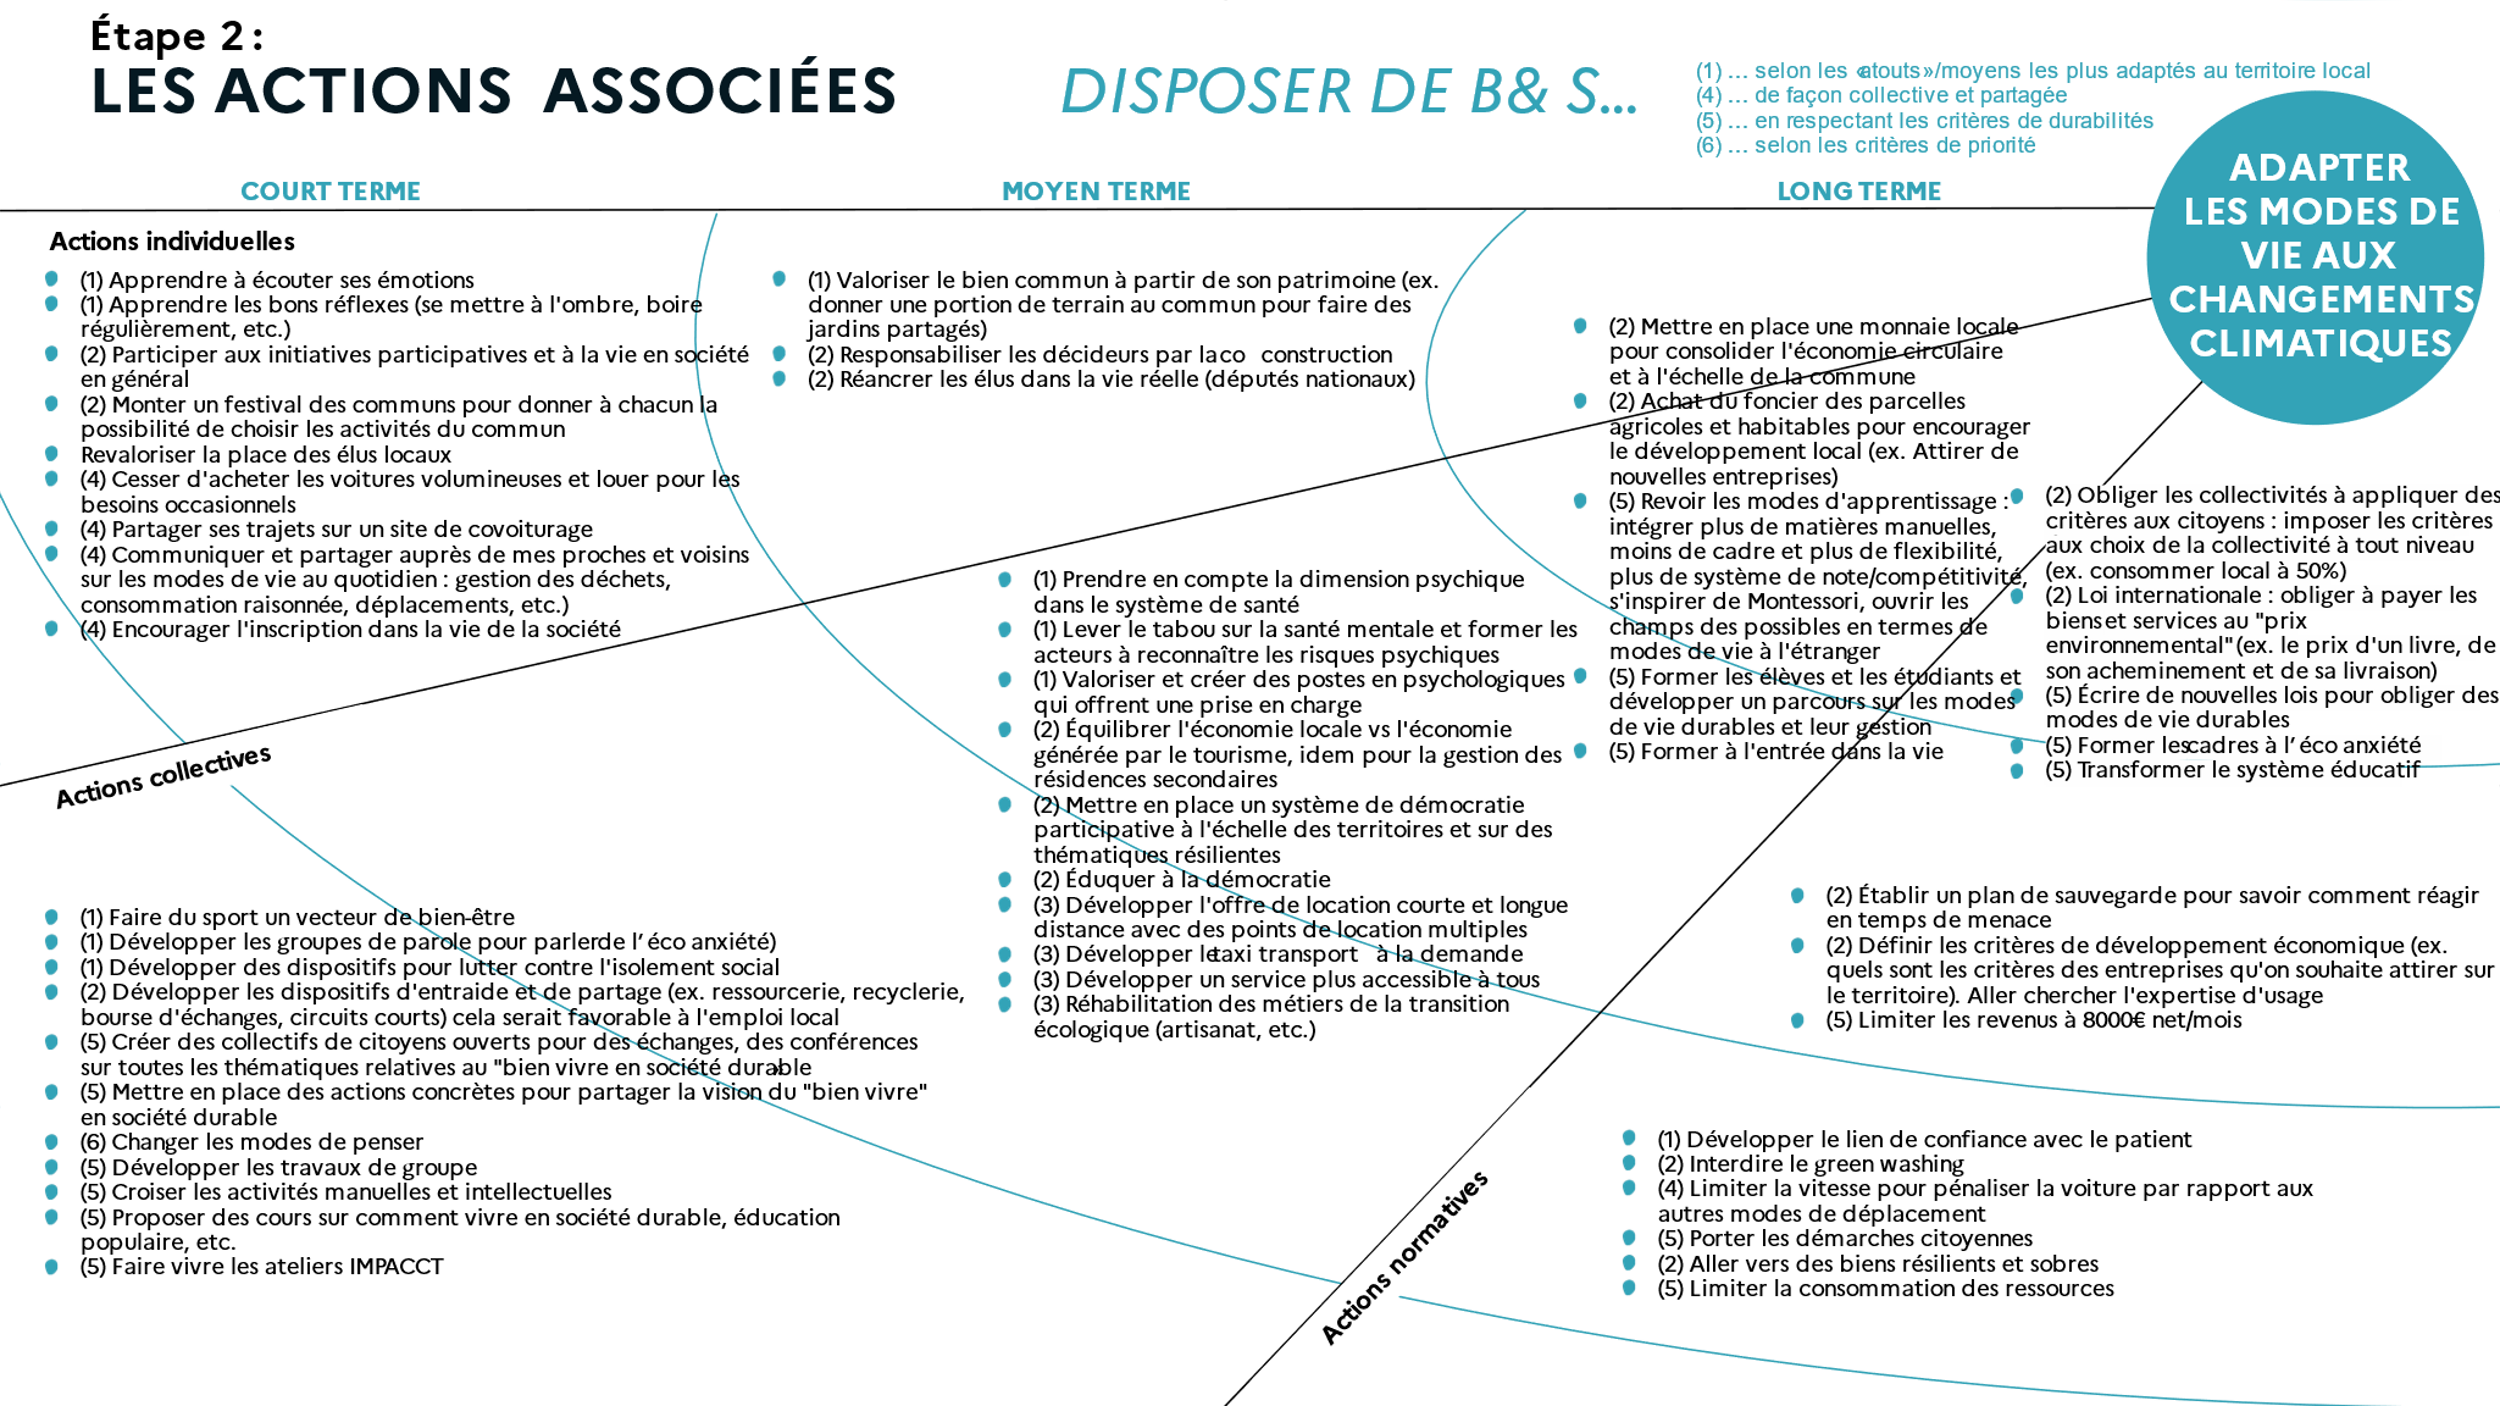 Étape 2 :
LES ACTIONS ASSOCIÉES
DISPOSER DE B& S...
(1) ... selon les «atouts»/moyens les plus adaptés au territoire local
(4) ... de façon collective et partagée
(5) ... en respectant les critères de durabilités
(6) ... selon les critères de priorité
ADAPTER
LES MODES DE
VIE AUX
CHANGEMENTS
CLIMATIQUES
COURT TERME
MOYEN TERME
LONG TERME
Actions individuelles
(1) Apprendre à écouter ses émotions
(1) Apprendre les bons réflexes (se mettre à l'ombre, boire
régulièrement, etc.)
(2) Participer aux initiatives participatives et à la vie en société
en général
(2) Monter un festival des communs pour donner à chacun la
possibilité de choisir les activités du commun
Revaloriser la place des élus locaux
(4) Cesser d'acheter les voitures volumineuses et louer pour les
besoins occasionnels
(4) Partager ses trajets sur un site de covoiturage
(4) Communiquer et partager auprès de mes proches et voisins
sur les modes de vie au quotidien : gestion des déchets,
consommation raisonnée, déplacements, etc.)
(4) Encourager l'inscription dans la vie de la société
(1) Valoriser le bien commun à partir de son patrimoine (ex.
donner une portion de terrain au commun pour faire des
jardins partagés)
(2) Responsabiliser les décideurs par la co construction
(2) Réancrer les élus dans la vie réelle (députés nationaux)
(2) Mettre en place une monnaie locale
pour consolider l'économie circulaire
et à l'échelle de la commune
(2) Achat du foncier des parcelles
agricoles et habitables pour encourager
le développement local (ex. Attirer de
nouvelles entreprises)
(5) Revoir les modes d'apprentissage :
intégrer plus de matières manuelles,
moins de cadre et plus de flexibilité,
plus de système de note/compétitivité,
s'inspirer de Montessori, ouvrir les
champs des possibles en termes de
modes de vie à l'étranger
(5) Former les élèves et les étudiants et
développer un parcours sur les modes
de vie durables et leur gestion
(5) Former à l'entrée dans la vie
(2) Obliger les collectivités à appliquer des
critères aux citoyens : imposer les critères
aux choix de la collectivité à tout niveau
(ex. consommer local à 50%)
(2) Loi internationale : obliger à payer les
biens et services au "prix
environnemental" (ex. le prix d'un livre, de
son acheminement et de sa livraison)
(5) Écrire de nouvelles lois pour obliger des
modes de vie durables
(5) Former les cadres à l' éco anxiété
(5) Transformer le système éducatif
Actions collectives
(1) Faire du sport un vecteur de bien-être
(1) Développer les groupes de parole pour parler de l' éco anxiété)
(1) Développer des dispositifs pour lutter contre l'isolement social
(2) Développer les dispositifs d'entraide et de partage (ex. ressourcerie, recyclerie,
bourse d'échanges, circuits courts) cela serait favorable à l'emploi local
(5) Créer des collectifs de citoyens ouverts pour des échanges, des conférences
sur toutes les thématiques relatives au "bien vivre en société durable"
(5) Mettre en place des actions concrètes pour partager la vision du "bien vivre"
en société durable
(6) Changer les modes de penser
(5) Développer les travaux de groupe
(5) Croiser les activités manuelles et intellectuelles
(5) Proposer des cours sur comment vivre en société durable, éducation
populaire, etc.
(5) Faire vivre les ateliers IMPACCT
(1) Prendre en compte la dimension psychique
dans le système de santé
(1) Lever le tabou sur la santé mentale et former les
acteurs à reconnaître les risques psychiques
(1) Valoriser et créer des postes en psychologiques
qui offrent une prise en charge
(2) Équilibrer l'économie locale vs l'économie
générée par le tourisme, idem pour la gestion des
résidences secondaires
(2) Mettre en place un système de démocratie
participative à l'échelle des territoires et sur des
thématiques résilientes
(2) Éduquer à la démocratie
(3) Développer l'offre de location courte et longue
distance avec des points de location multiples
(3) Développer le taxi transport à la demande
(3) Développer un service plus accessible à tous
(3) Réhabilitation des métiers de la transition
écologique (artisanat, etc.)
(2) Établir un plan de sauvegarde pour savoir comment réagir
en temps de menace
(2) Définir les critères de développement économique (ex.
quels sont les critères des entreprises qu'on souhaite attirer sur
le territoire). Aller chercher l'expertise d'usage
(5) Limiter les revenus à 8000€ net/mois
Actions normatives
(1) Développer le lien de confiance avec le patient
(2) Interdire le green washing
(4) Limiter la vitesse pour pénaliser la voiture par rapport aux
autres modes de déplacement
(5) Porter les démarches citoyennes
(2) Aller vers des biens résilients et sobres
(5) Limiter la consommation des ressources